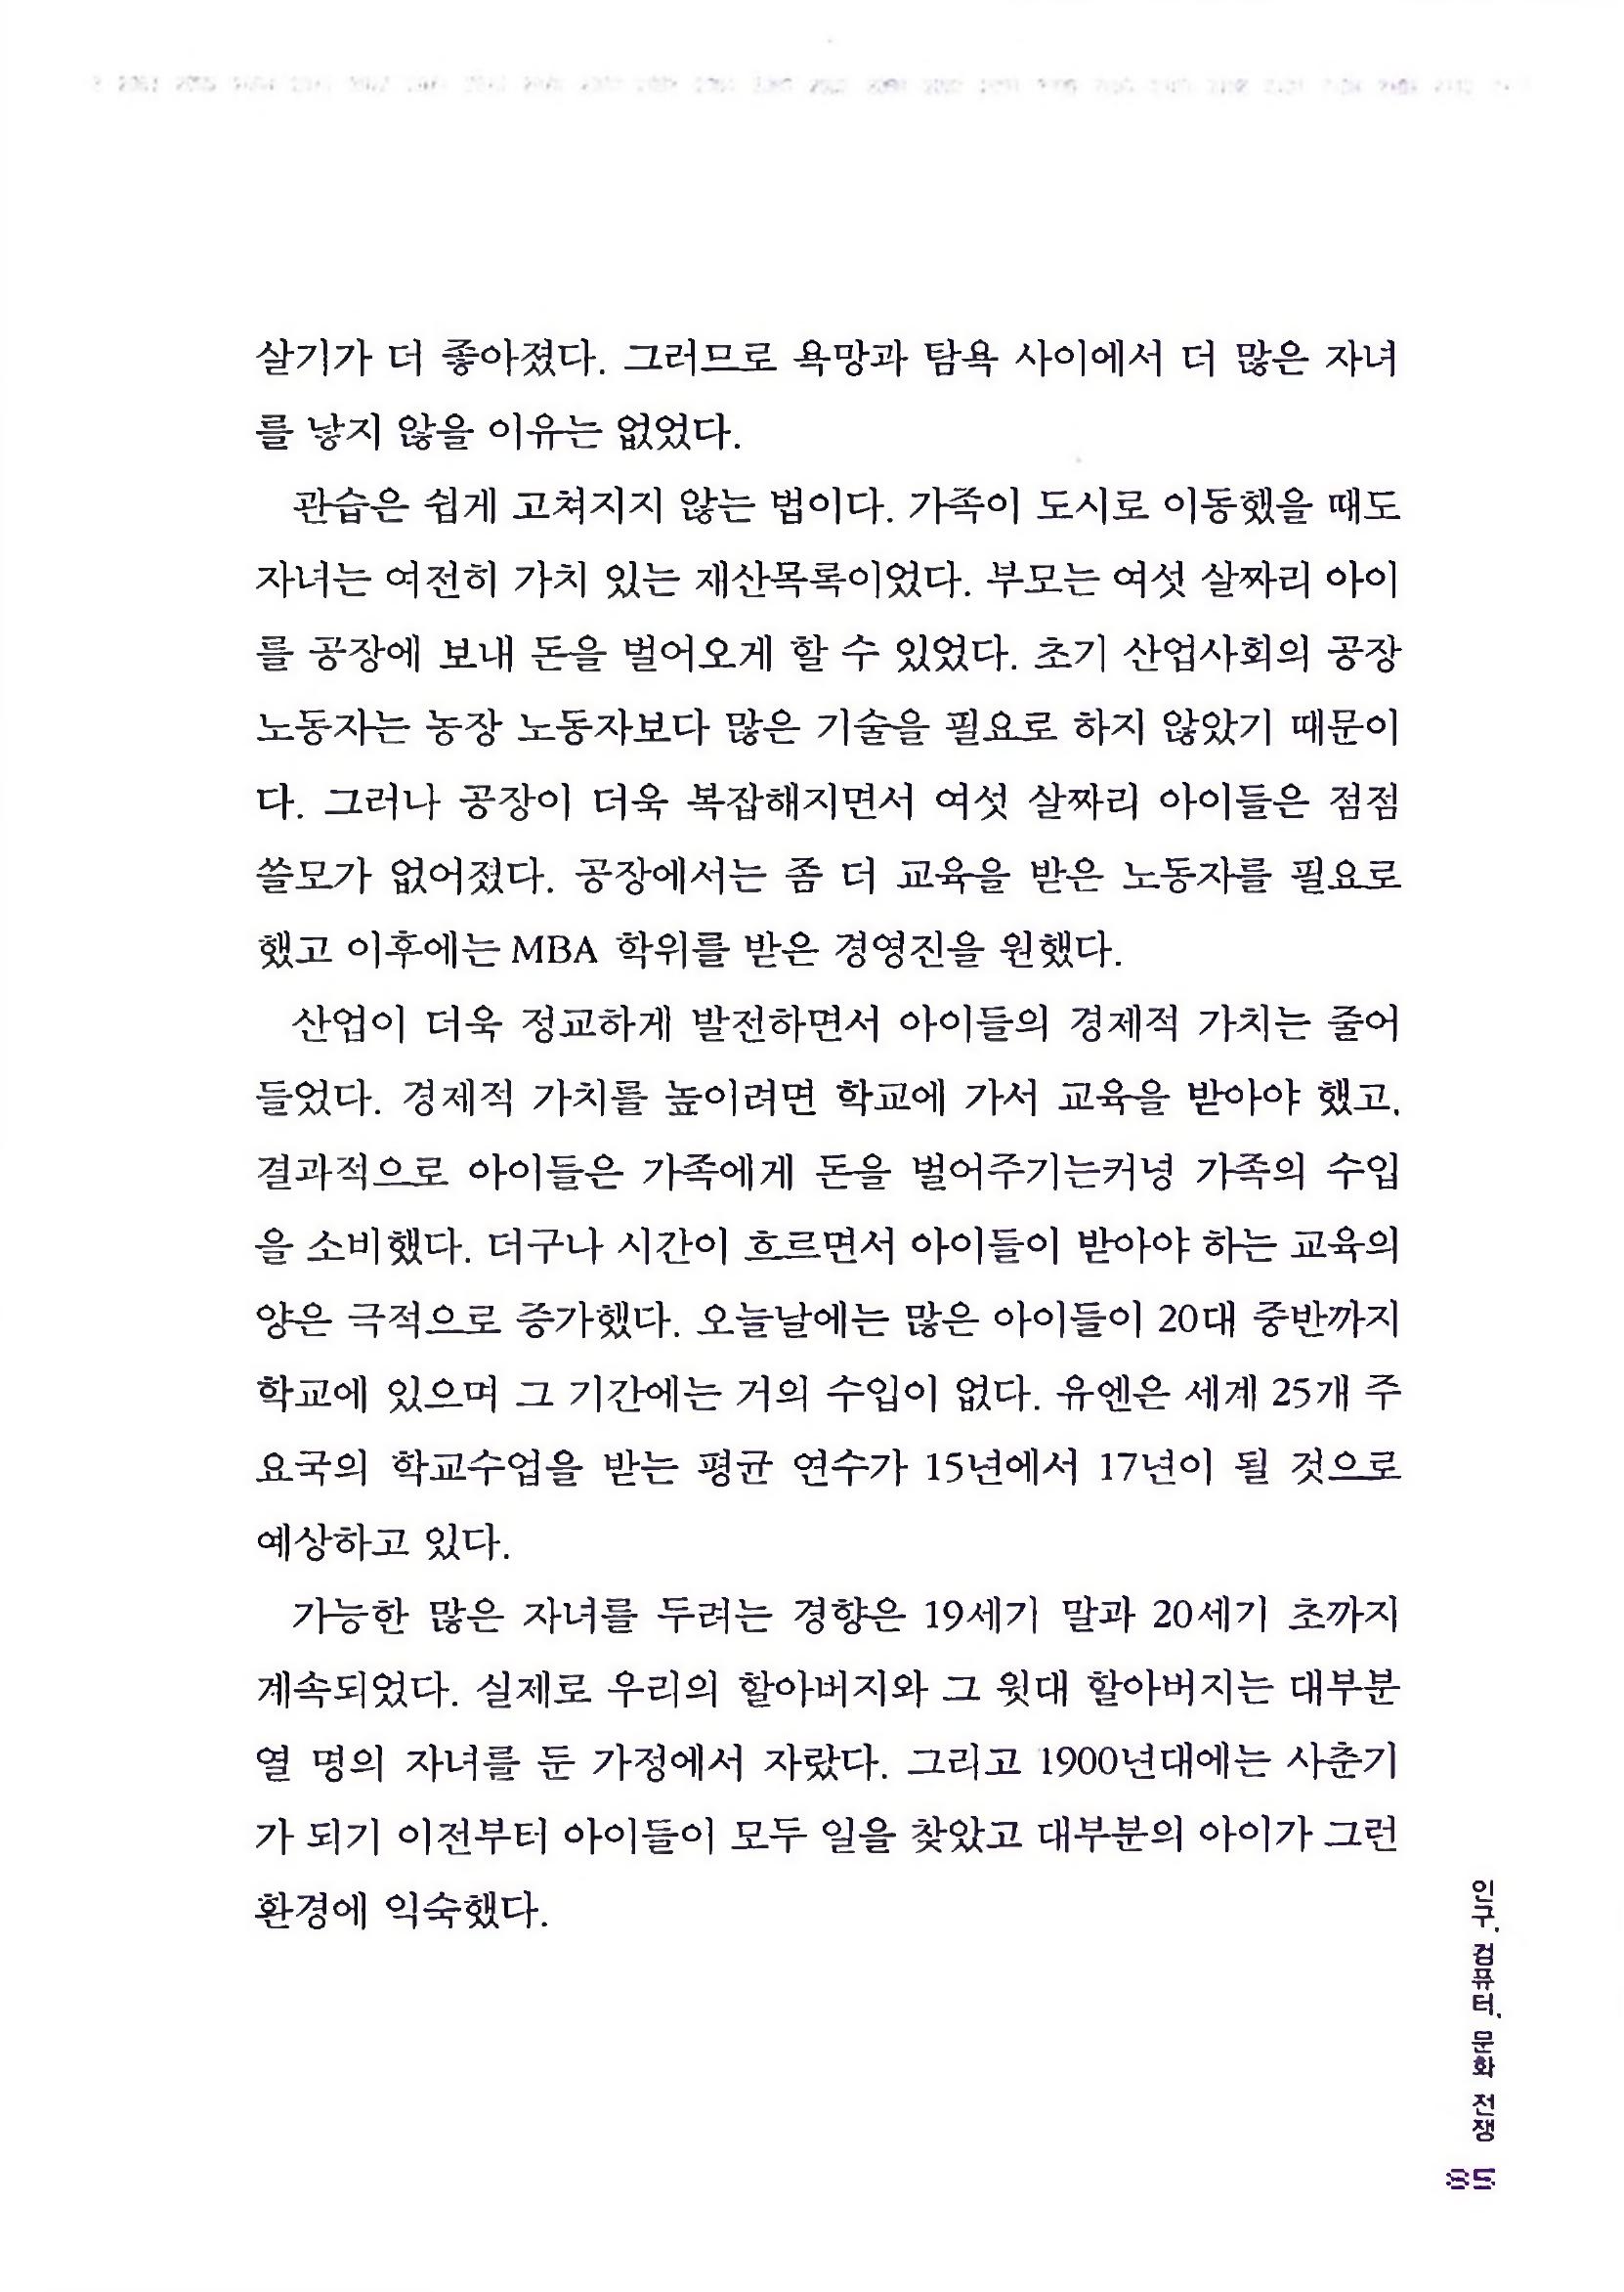 살기가 더 좋아졌다. 그러므로 욕망과 탐욕 사이에서 더 많은 자녀
를 낳지 않을 이유는 없었다.
관습은 쉽게 고쳐지지 않는 법이다. 가족이 도시로 이동했을 때도
자녀는 여전히 가치 있는 재산목록이었다. 부모는 여섯 살짜리 아이
를 공장에 보내 돈을 벌어오게 할 수 있었다. 초기 산업사회의 공장
노동자는 농장 노동자보다 많은 기술을 필요로 하지 않았기 때문이
다. 그러나 공장이 더욱 복잡해지면서 여섯 살짜리 아이들은 점점
쓸모가 없어졌다. 공장에서는 좀 더 교육을 받은 노동자를 필요로
했고 이후에는 MBA 학위를 받은 경영진을 원했다.
산업이 더욱 정교하게 발전하면서 아이들의 경제적 가치는 줄어
들었다. 경제적 가치를 높이려면 학교에 가서 교육을 받아야 했고,
결과적으로 아이들은 가족에게 돈을 벌어주기는커녕 가족의 수입
을 소비했다. 더구나 시간이 흐르면서 아이들이 받아야 하는 교육의
양은 극적으로 증가했다. 오늘날에는 많은 아이들이 20대 중반까지
학교에 있으며 그 기간에는 거의 수입이 없다. 유엔은 세계 25개 주
요국의 학교수업을 받는 평균 연수가 15년에서 17년이 될 것으로
예상하고 있다.
가능한 많은 자녀를 두려는 경향은 19세기 말과 20세기 초까지
계속되었다. 실제로 우리의 할아버지와 그 윗대 할아버지는 대부분
열 명의 자녀를 둔 가정에서 자랐다. 그리고 1900년대에는 사춘기
가 되기 이전부터 아이들이 모두 일을 찾았고 대부분의 아이가 그런
환경에 익숙했다.
인구, 컴퓨터, 문화 전쟁
85